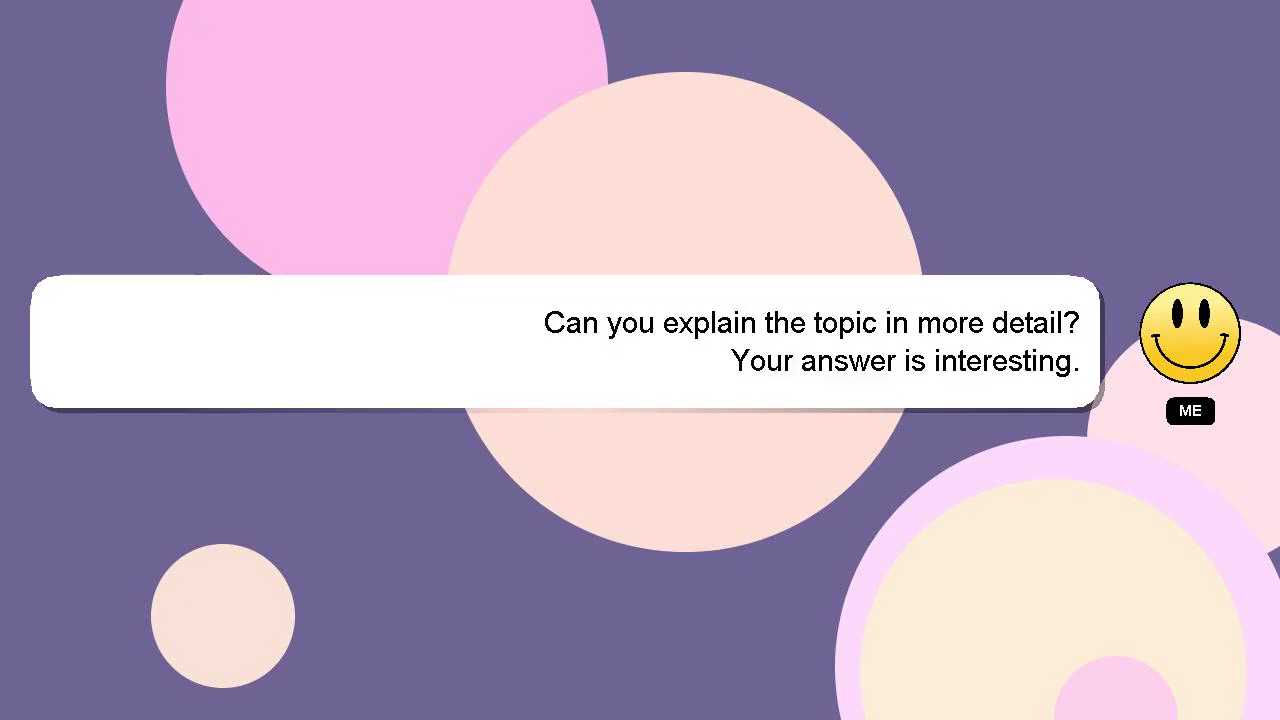 Can you explain the topic in more detail?
Your answer is interesting.
ME